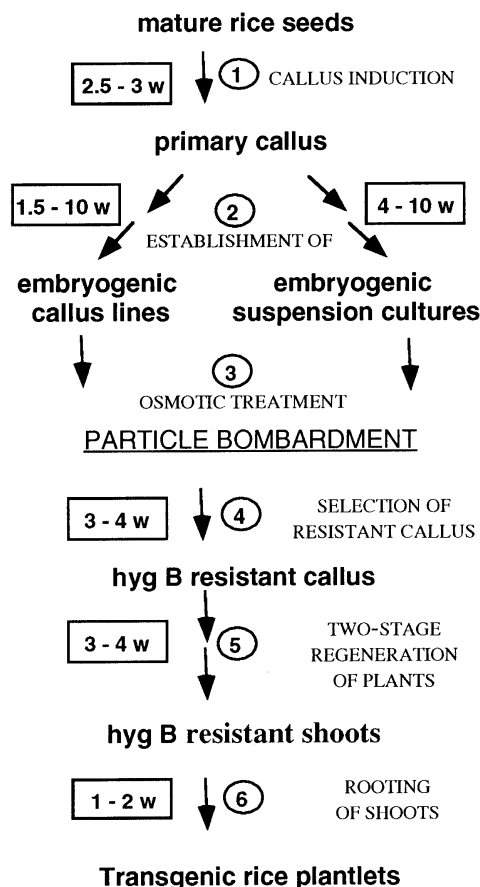 mature rice seeds
2.5 - 3 w
1 CALLUS INDUCTION
primary callus
1.5 - 10 w
2
4 - 10 w
ESTABLISHMENT OF
embryogenic
callus lines
embryogenic
suspension cultures
3
OSMOTIC TREATMENT
PARTICLE BOMBARDMENT
3 - 4 w
4
SELECTION OF
RESISTANT CALLUS
hyg B resistant callus
3 - 4 w
5
TWO-STAGE
REGENERATION
OF PLANTS
hyg B resistant shoots
1 - 2 w
6
ROOTING
OF SHOOTS
Transgenic rice plantlets